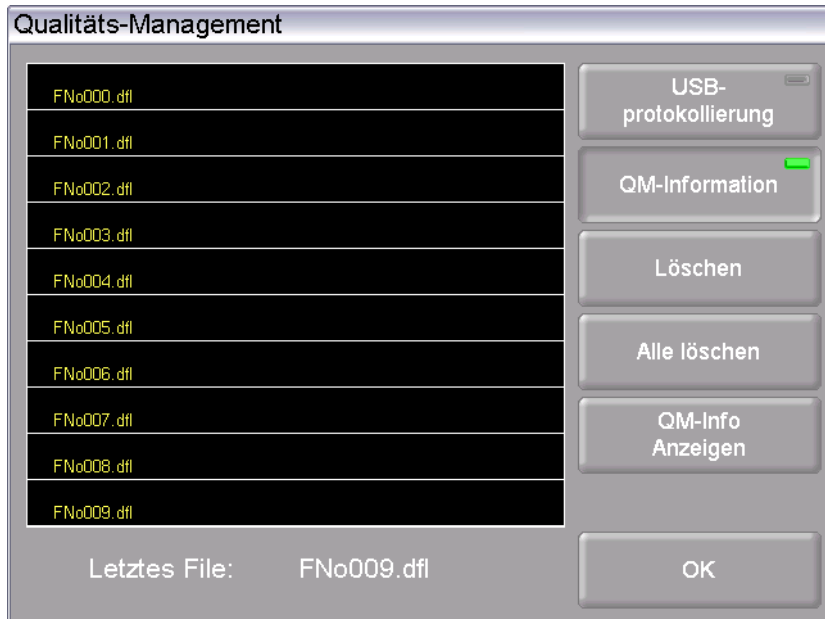 Qualitäts-Management
FNo000.dfl
FNo001.dfl
FNo002.dfl
FNo003.dfl
FNo004.dfl
FNo005.dfl
FNo006.dfl
FNo007.dfl
FNo008.dfl
FNo009.dfl
Letztes File: FNo009.dfl
USB-
protokollierung
QM-Information
Löschen
Alle löschen
QM-Info
Anzeigen
OK